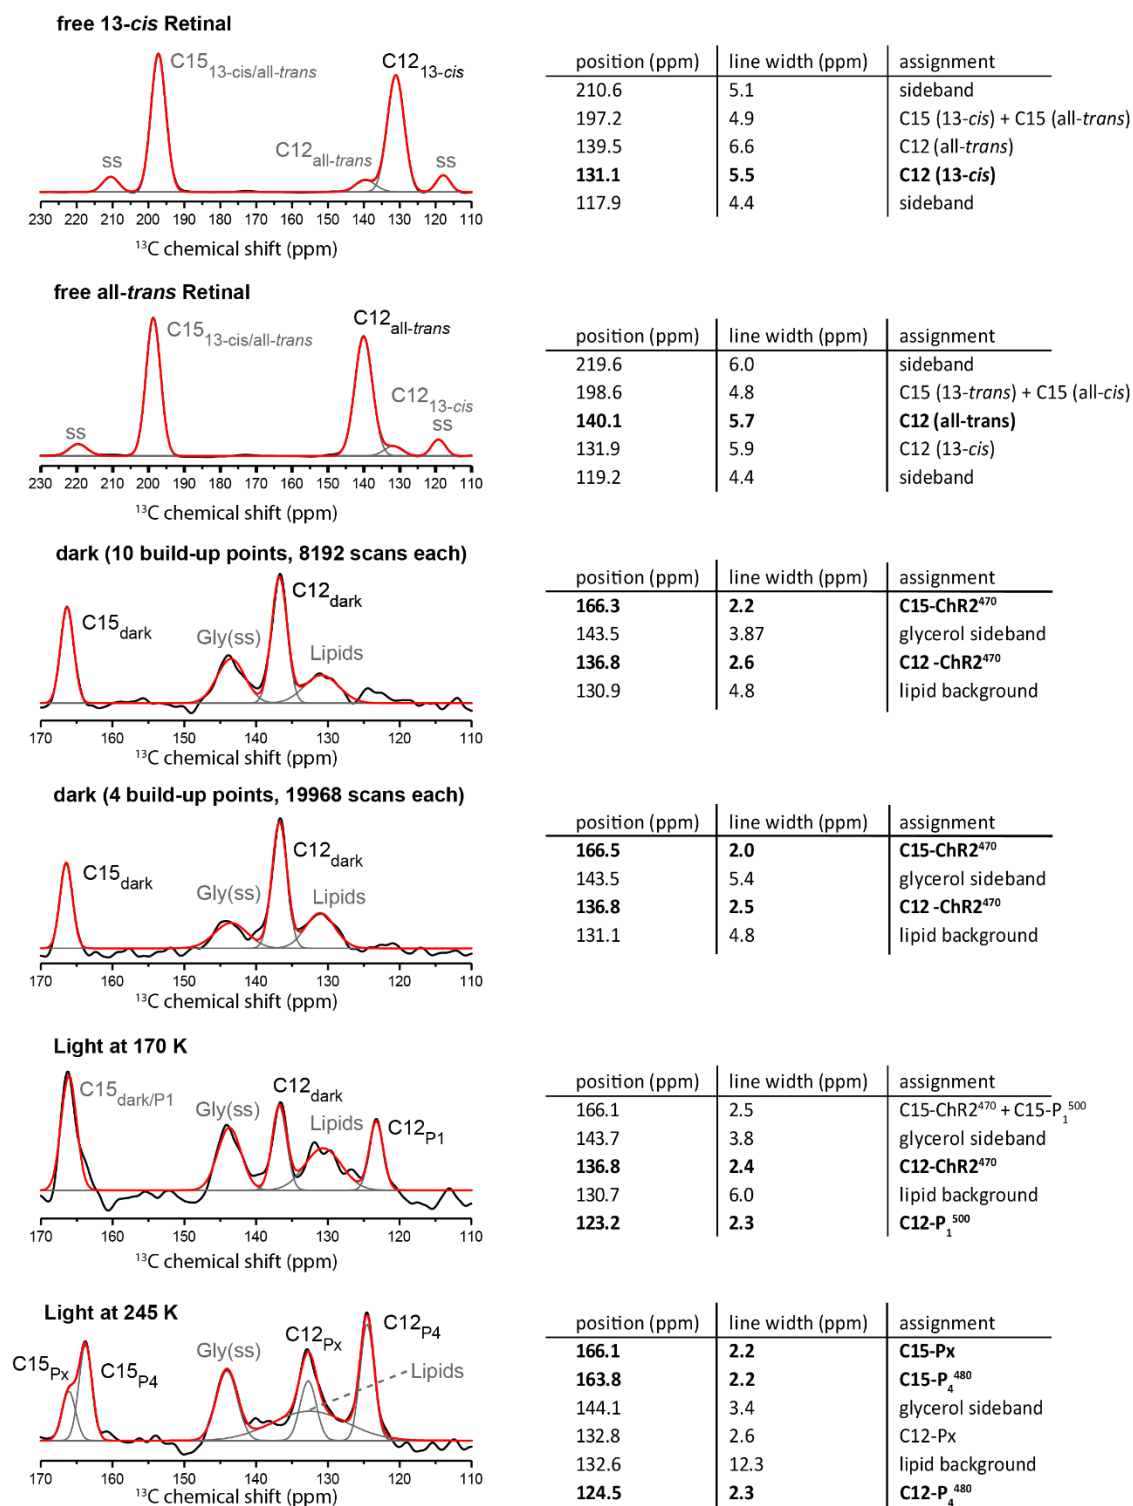 free 13-cis Retinal
C15 13-cis/all-trans
C12 13-cis
C12 all-trans
ss
ss
230 220 210 200 190 180 170 160 150 140 130 120 110
13C chemical shift (ppm)
position (ppm) line width (ppm) assignment
210.6 5.1 sideband
197.2 4.9 C15 (13-cis) + C15 (all-trans)
139.5 6.6 C12 (all-trans)
131.1 5.5 C12 (13-cis)
117.9 4.4 sideband
free all-trans Retinal
C15 13-cis/all-trans
C12 all-trans
C12 13-cis
ss
ss
230 220 210 200 190 180 170 160 150 140 130 120 110
13C chemical shift (ppm)
position (ppm) line width (ppm) assignment
219.6 6.0 sideband
198.6 4.8 C15 (13-trans) + C15 (all-cis)
140.1 5.7 C12 (all-trans)
131.9 5.9 C12 (13-cis)
119.2 4.4 sideband
dark (10 build-up points, 8192 scans each)
C15 dark
Gly(ss)
C12 dark
Lipids
170 160 150 140 130 120 110
13C chemical shift (ppm)
position (ppm) line width (ppm) assignment
166.3 2.2 C15-ChR2470
143.5 3.87 glycerol sideband
136.8 2.6 C12 -ChR2470
130.9 4.8 lipid background
dark (4 build-up points, 19968 scans each)
C15 dark
Gly(ss)
C12 dark
Lipids
170 160 150 140 130 120 110
13C chemical shift (ppm)
position (ppm) line width (ppm) assignment
166.5 2.0 C15-ChR2470
143.5 5.4 glycerol sideband
136.8 2.5 C12 -ChR2470
131.1 4.8 lipid background
Light at 170 K
C15 dark/P1
Gly(ss)
C12 dark
Lipids
C12 P1
170 160 150 140 130 120 110
13C chemical shift (ppm)
position (ppm) line width (ppm) assignment
166.1 2.5 C15-ChR2470 + C15-P1500
143.7 3.8 glycerol sideband
136.8 2.4 C12-ChR2470
130.7 6.0 lipid background
123.2 2.3 C12-P1500
Light at 245 K
C15 Px
C15 P4
Gly(ss)
C12 Px
C12 P4
Lipids
170 160 150 140 130 120 110
13C chemical shift (ppm)
position (ppm) line width (ppm) assignment
166.1 2.2 C15-Px
163.8 2.2 C15-P4480
144.1 3.4 glycerol sideband
132.8 2.6 C12-Px
132.6 12.3 lipid background
124.5 2.3 C12-P4480